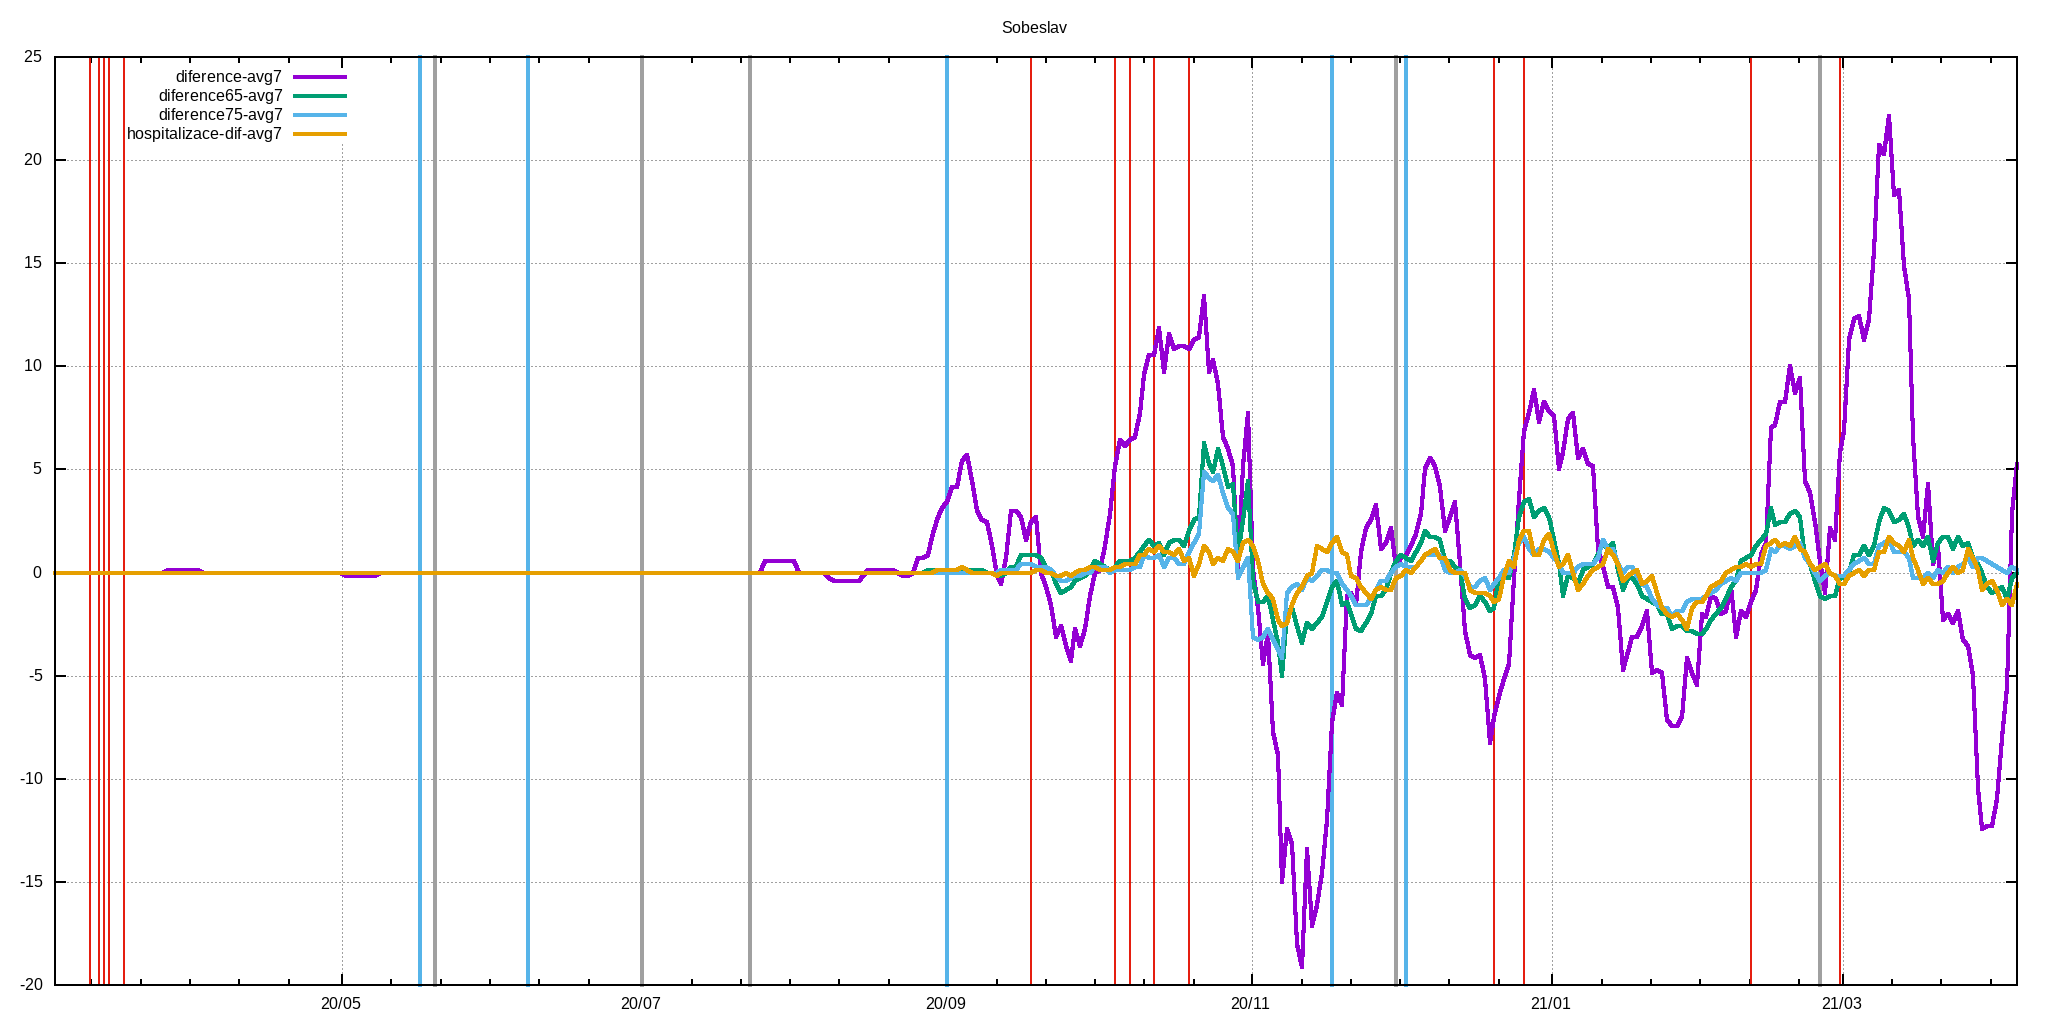 Sobeslav
25
20
15
10
5
0
-5
-10
-15
-20
diference-avg7
diference65-avg7
diference75-avg7
hospitalizace-dif-avg7
20/05 20/07 20/09 20/11 21/01 21/03